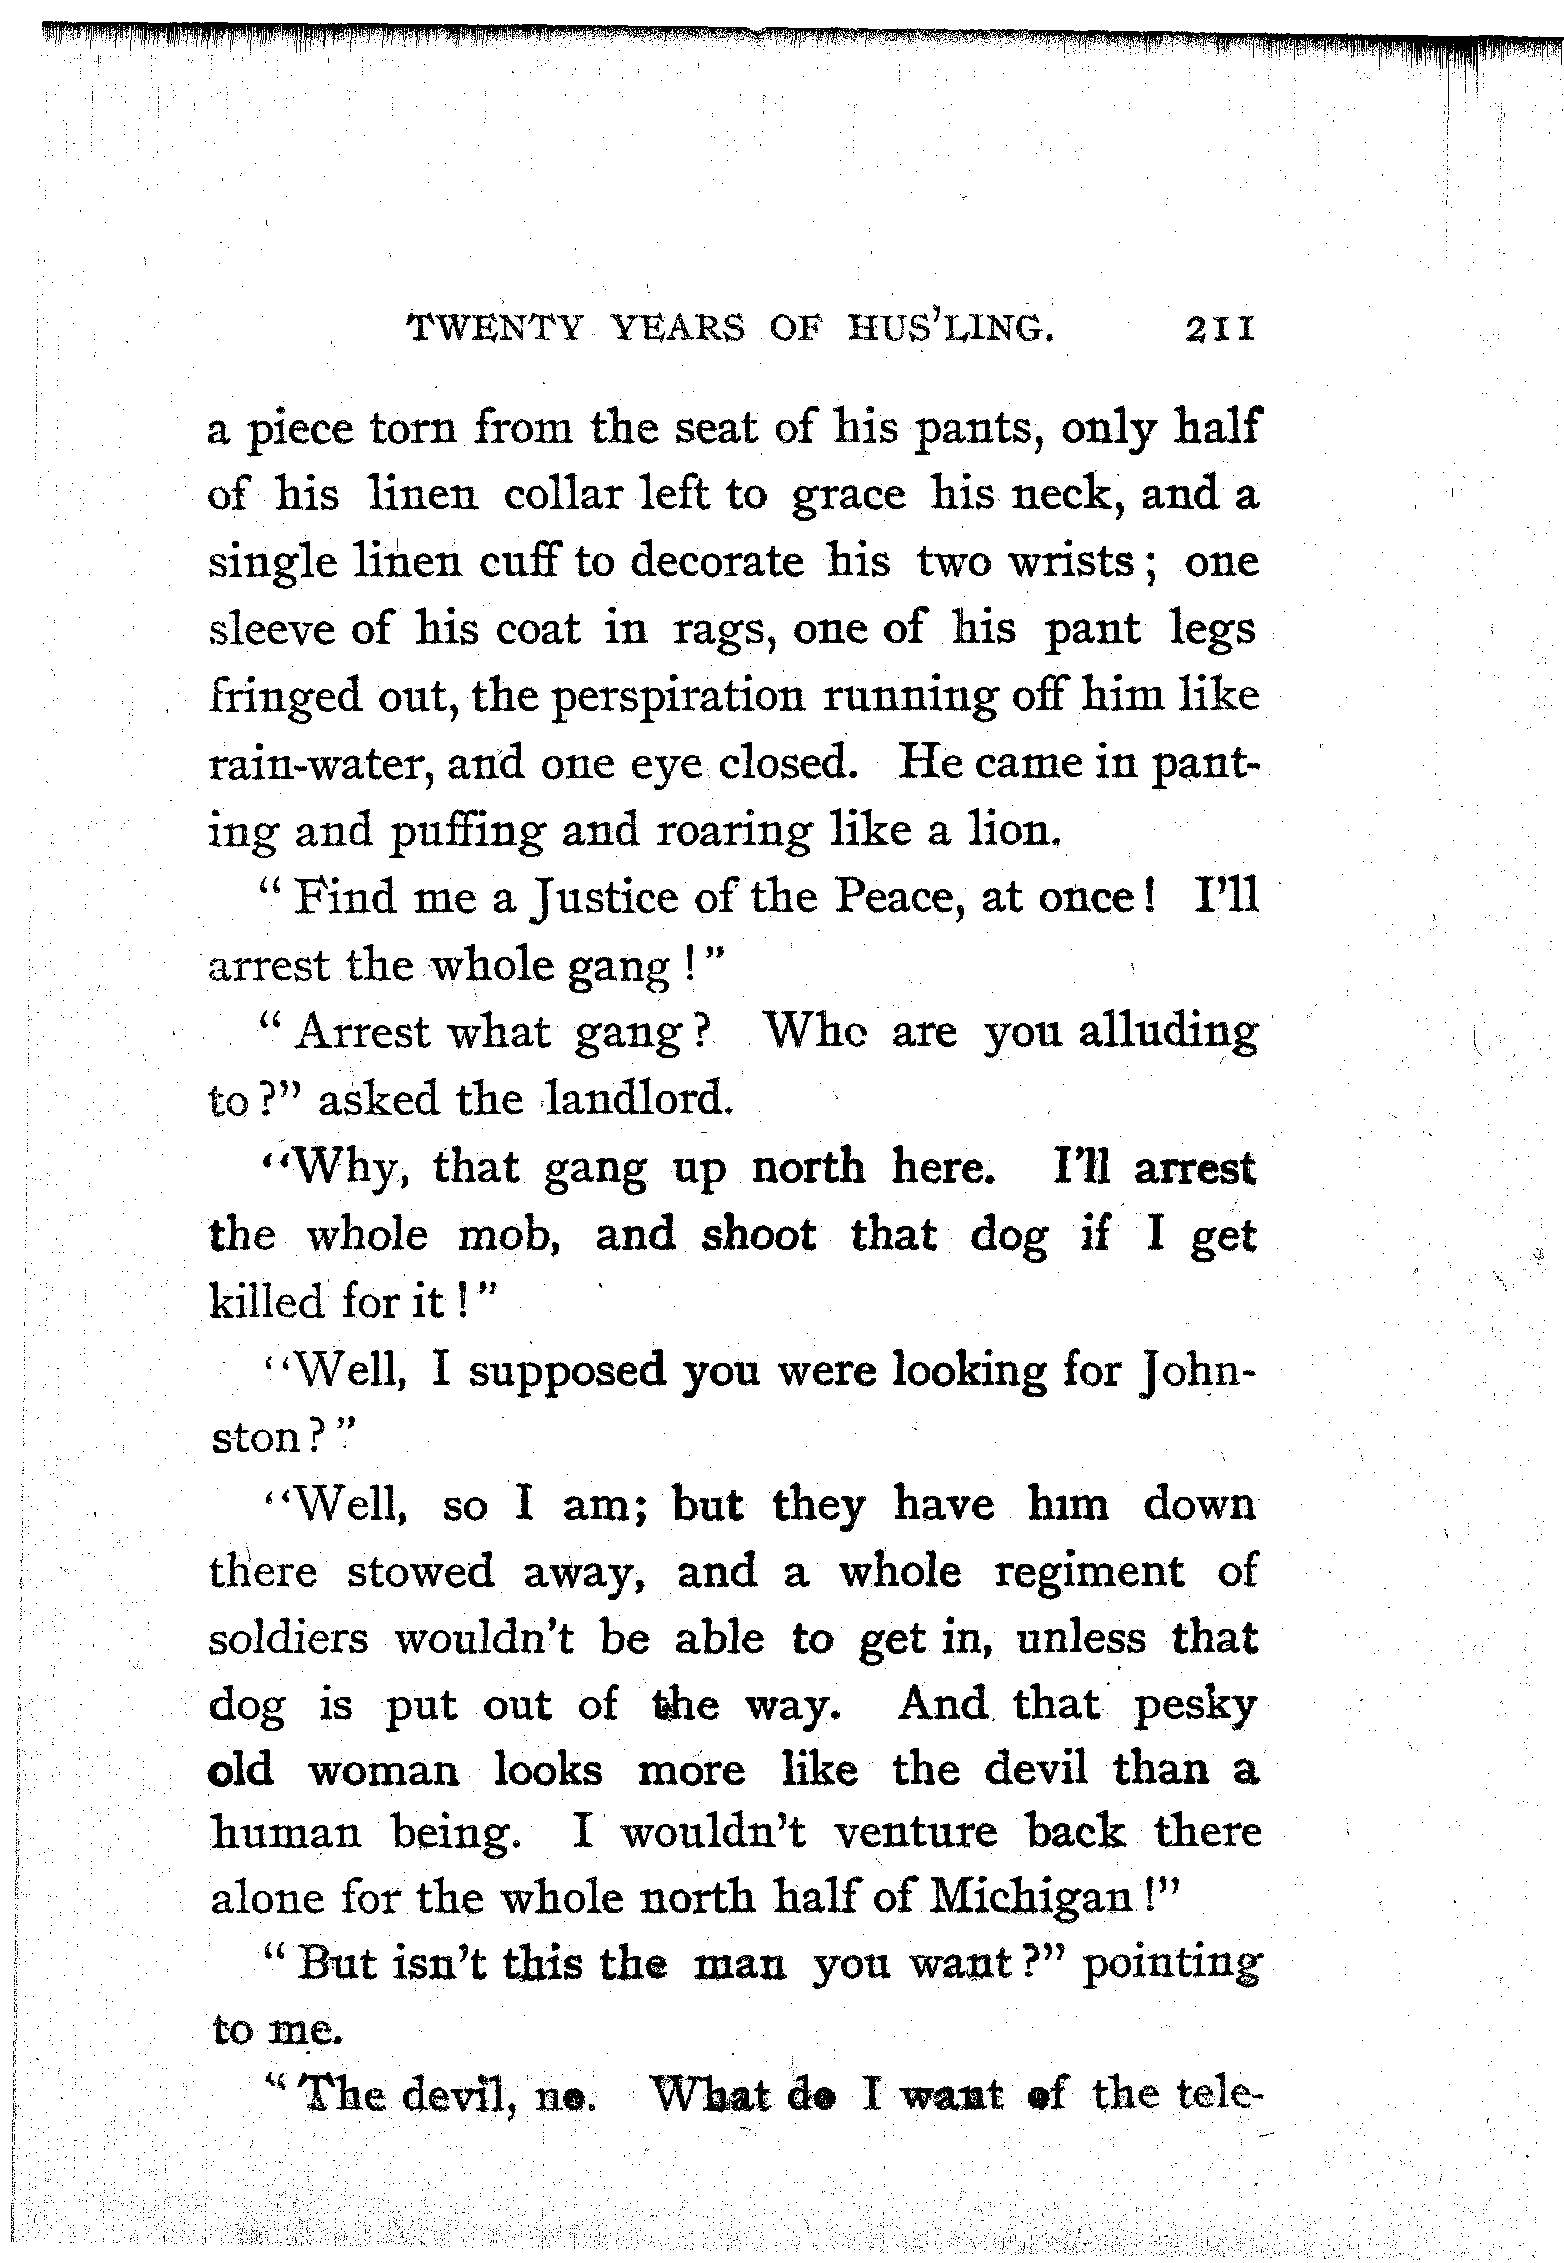 TWENTY YEARS OF HUS'LING. 211
a piece torn from the seat of his pants, only half
of his linen collar left to grace his neck, and a
single linen cuff to decorate his two wrists; one
sleeve of his coat in rags, one of his pant legs
fringed out, the perspiration running off him like
rain-water, and one eye closed. He came in pant-
ing and puffing and roaring like a lion.
"Find me a Justice of the Peace, at once! I'll
arrest the whole gang!"
"Arrest what gang? Who are you alluding
to?" asked the landlord.
"Why, that gang up north here. I'll arrest
the whole mob, and shoot that dog if I get
killed for it!"
"Well, I supposed you were looking for John-
ston?"
"Well, so I am; but they have him down
there stowed away, and a whole regiment of
soldiers wouldn't be able to get in, unless that
dog is put out of the way. And that pesky
old woman looks more like the devil than a
human being. I wouldn't venture back there
alone for the whole north half of Michigan!"
"But isn't this the man you want?" pointing
to me.
"The devil, no. What do I want of the tele-